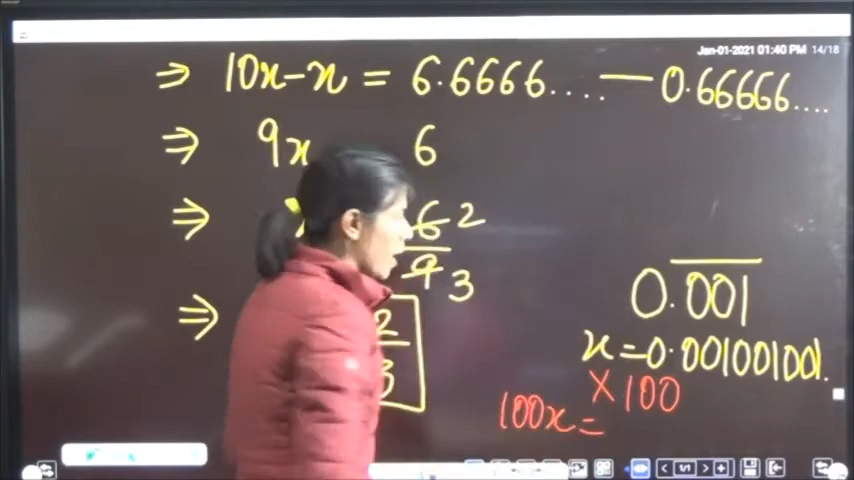 Jan-01-2021 01:40 PM 14/18
⇒ 10x-x = 6.6666.... — 0.66666....
⇒ 9x 6
⇒ 6 2
9 3
⇒ 2
3
0.001̅
x=0.001001001.
X 100
100x=
1/1